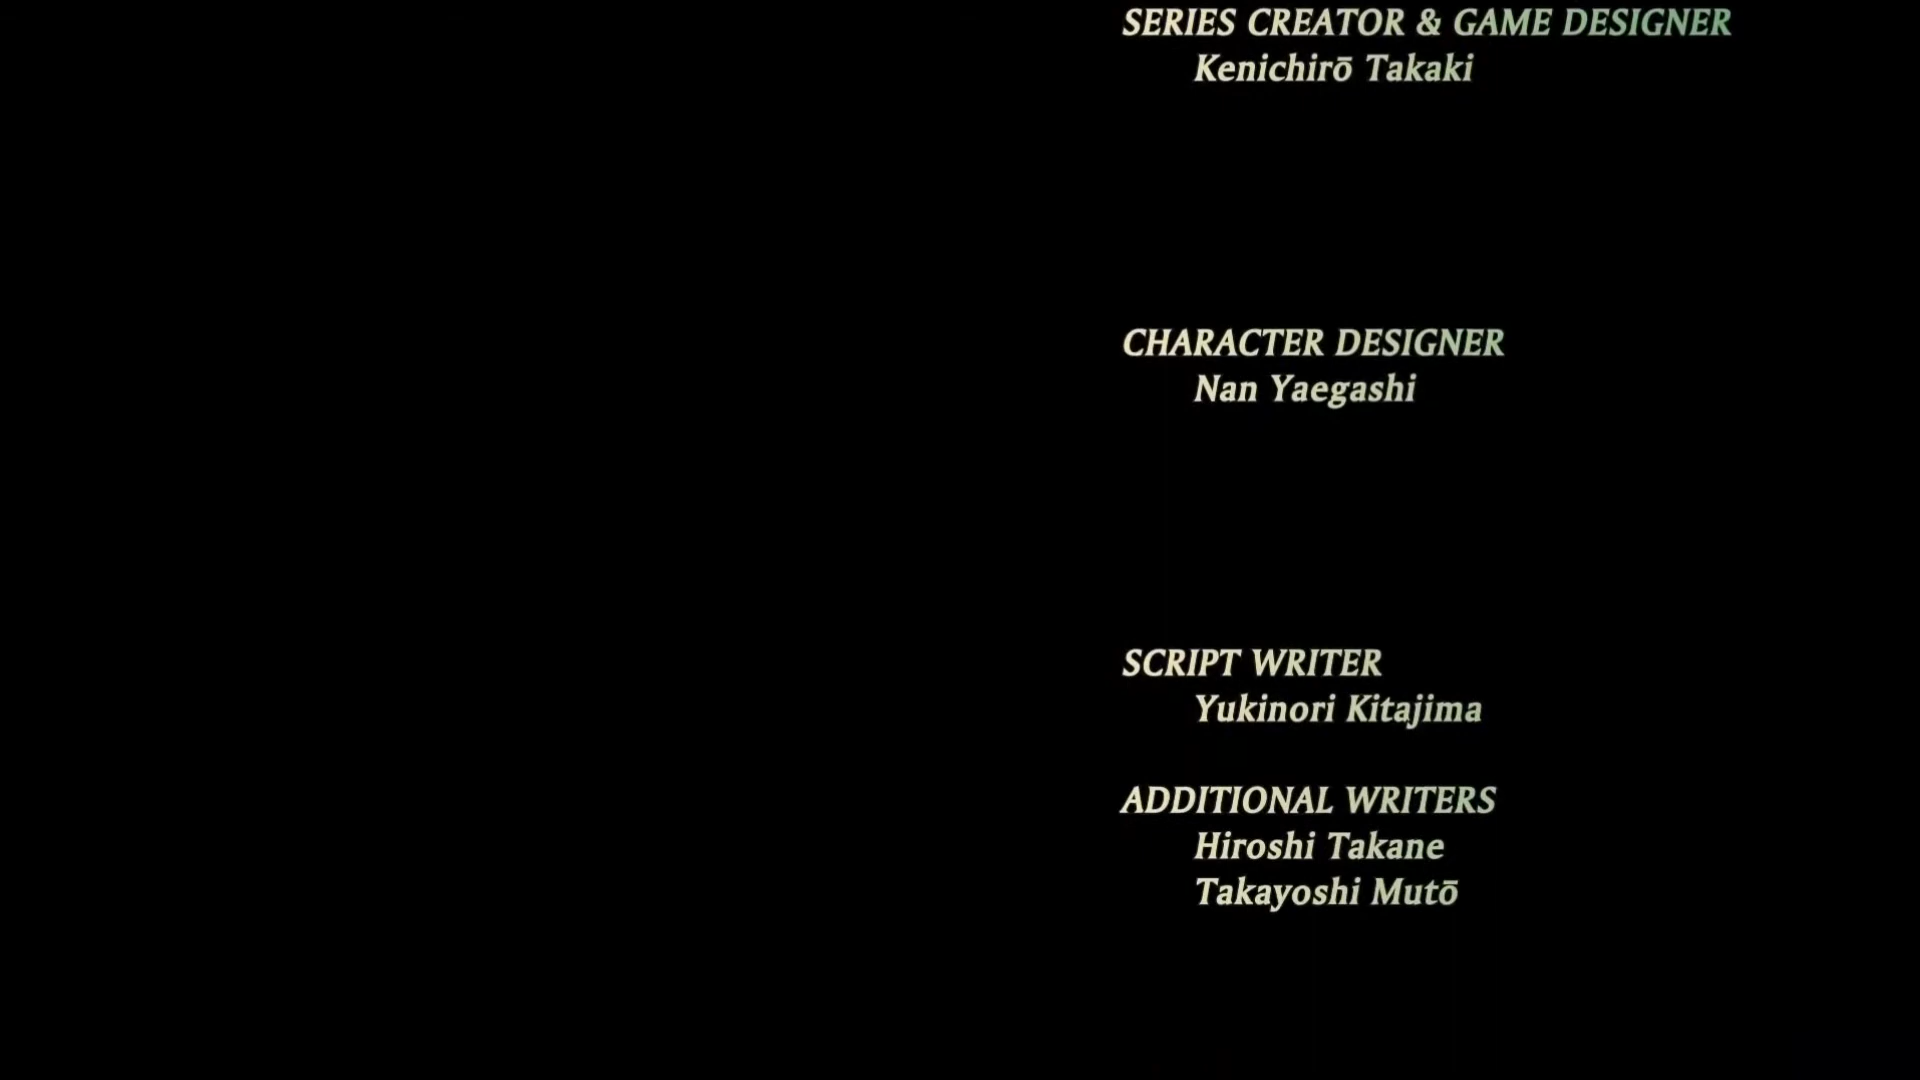 SERIES CREATOR & GAME DESIGNER
Kenichirō Takaki
CHARACTER DESIGNER
Nan Yaegashi
SCRIPT WRITER
Yukinori Kitajima
ADDITIONAL WRITERS
Hiroshi Takane
Takayoshi Mutō